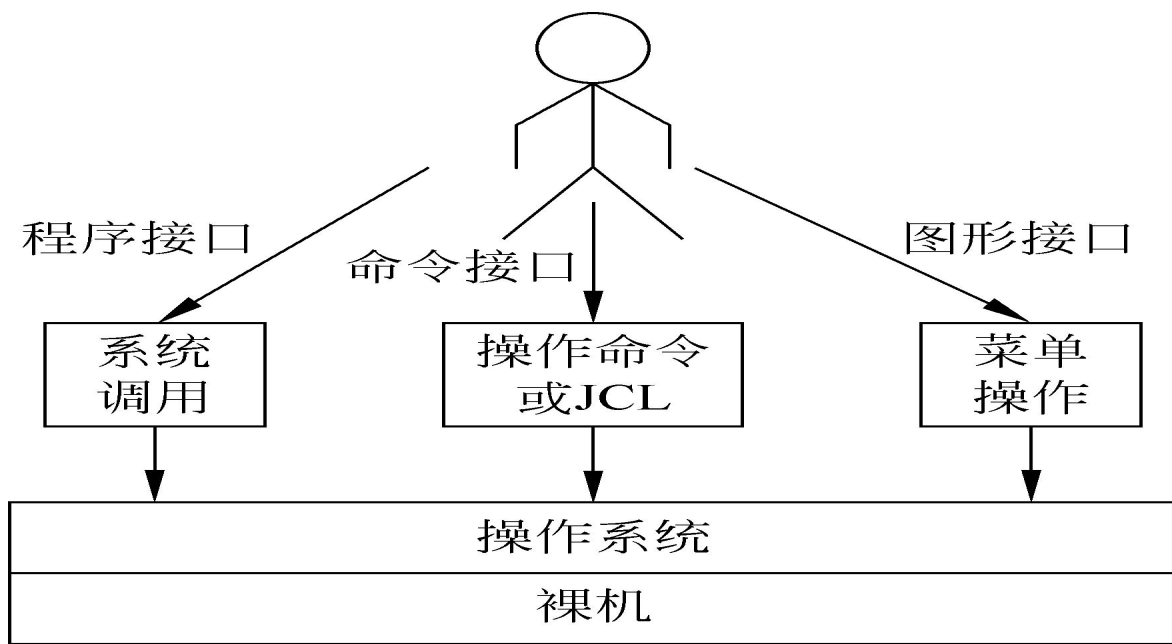 程序接口
命令接口
图形接口
系统
调用
操作命令
或JCL
菜单
操作
操作系统
裸机